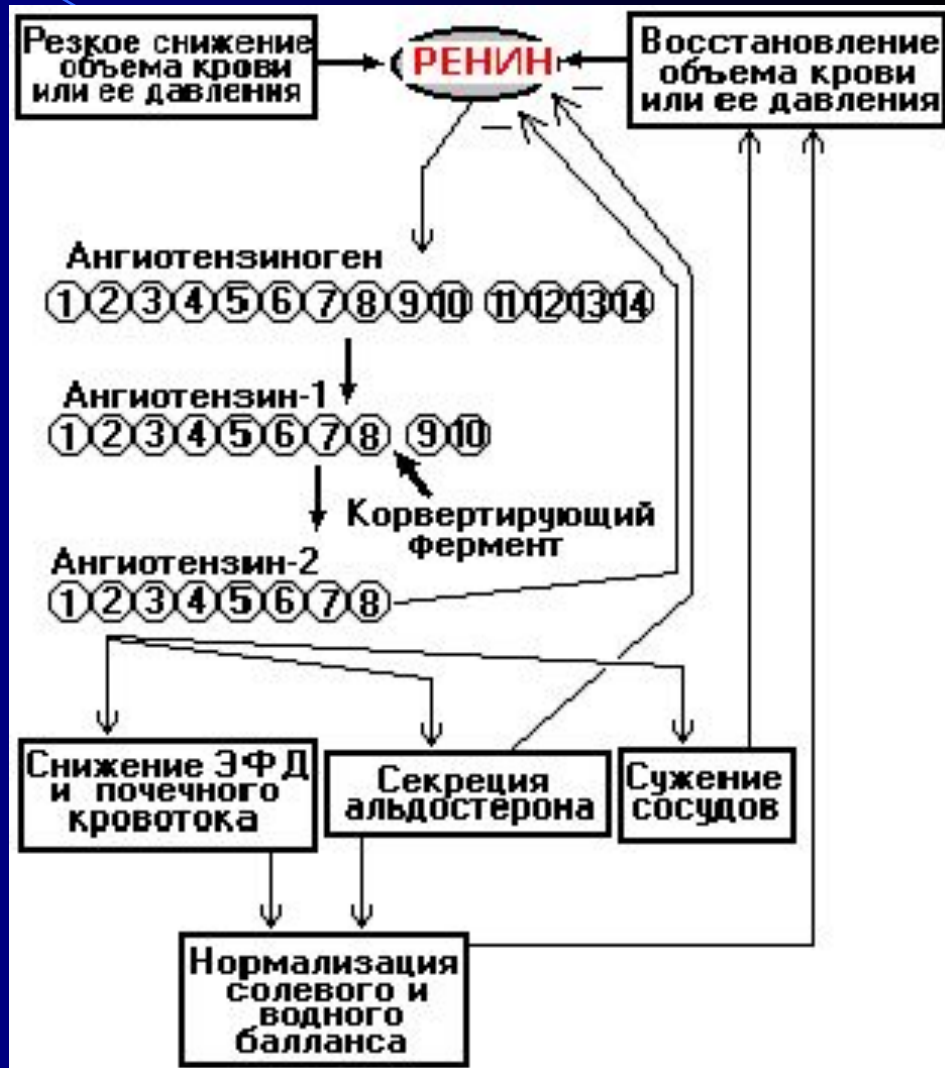 Резкое снижение
объема крови
или ее давления
РЕНИН
Восстановление
объема крови
или ее давления
—
—
Ангиотензиноген
1 2 3 4 5 6 7 8 9 10 11 12 13 14
Ангиотензин-1
1 2 3 4 5 6 7 8 9 10
Корвертирующий
фермент
Ангиотензин-2
1 2 3 4 5 6 7 8
Снижение ЭФД
и почечного
кровотока
Секреция
альдостерона
Сужение
сосудов
Нормализация
солевого и
водного
балланса